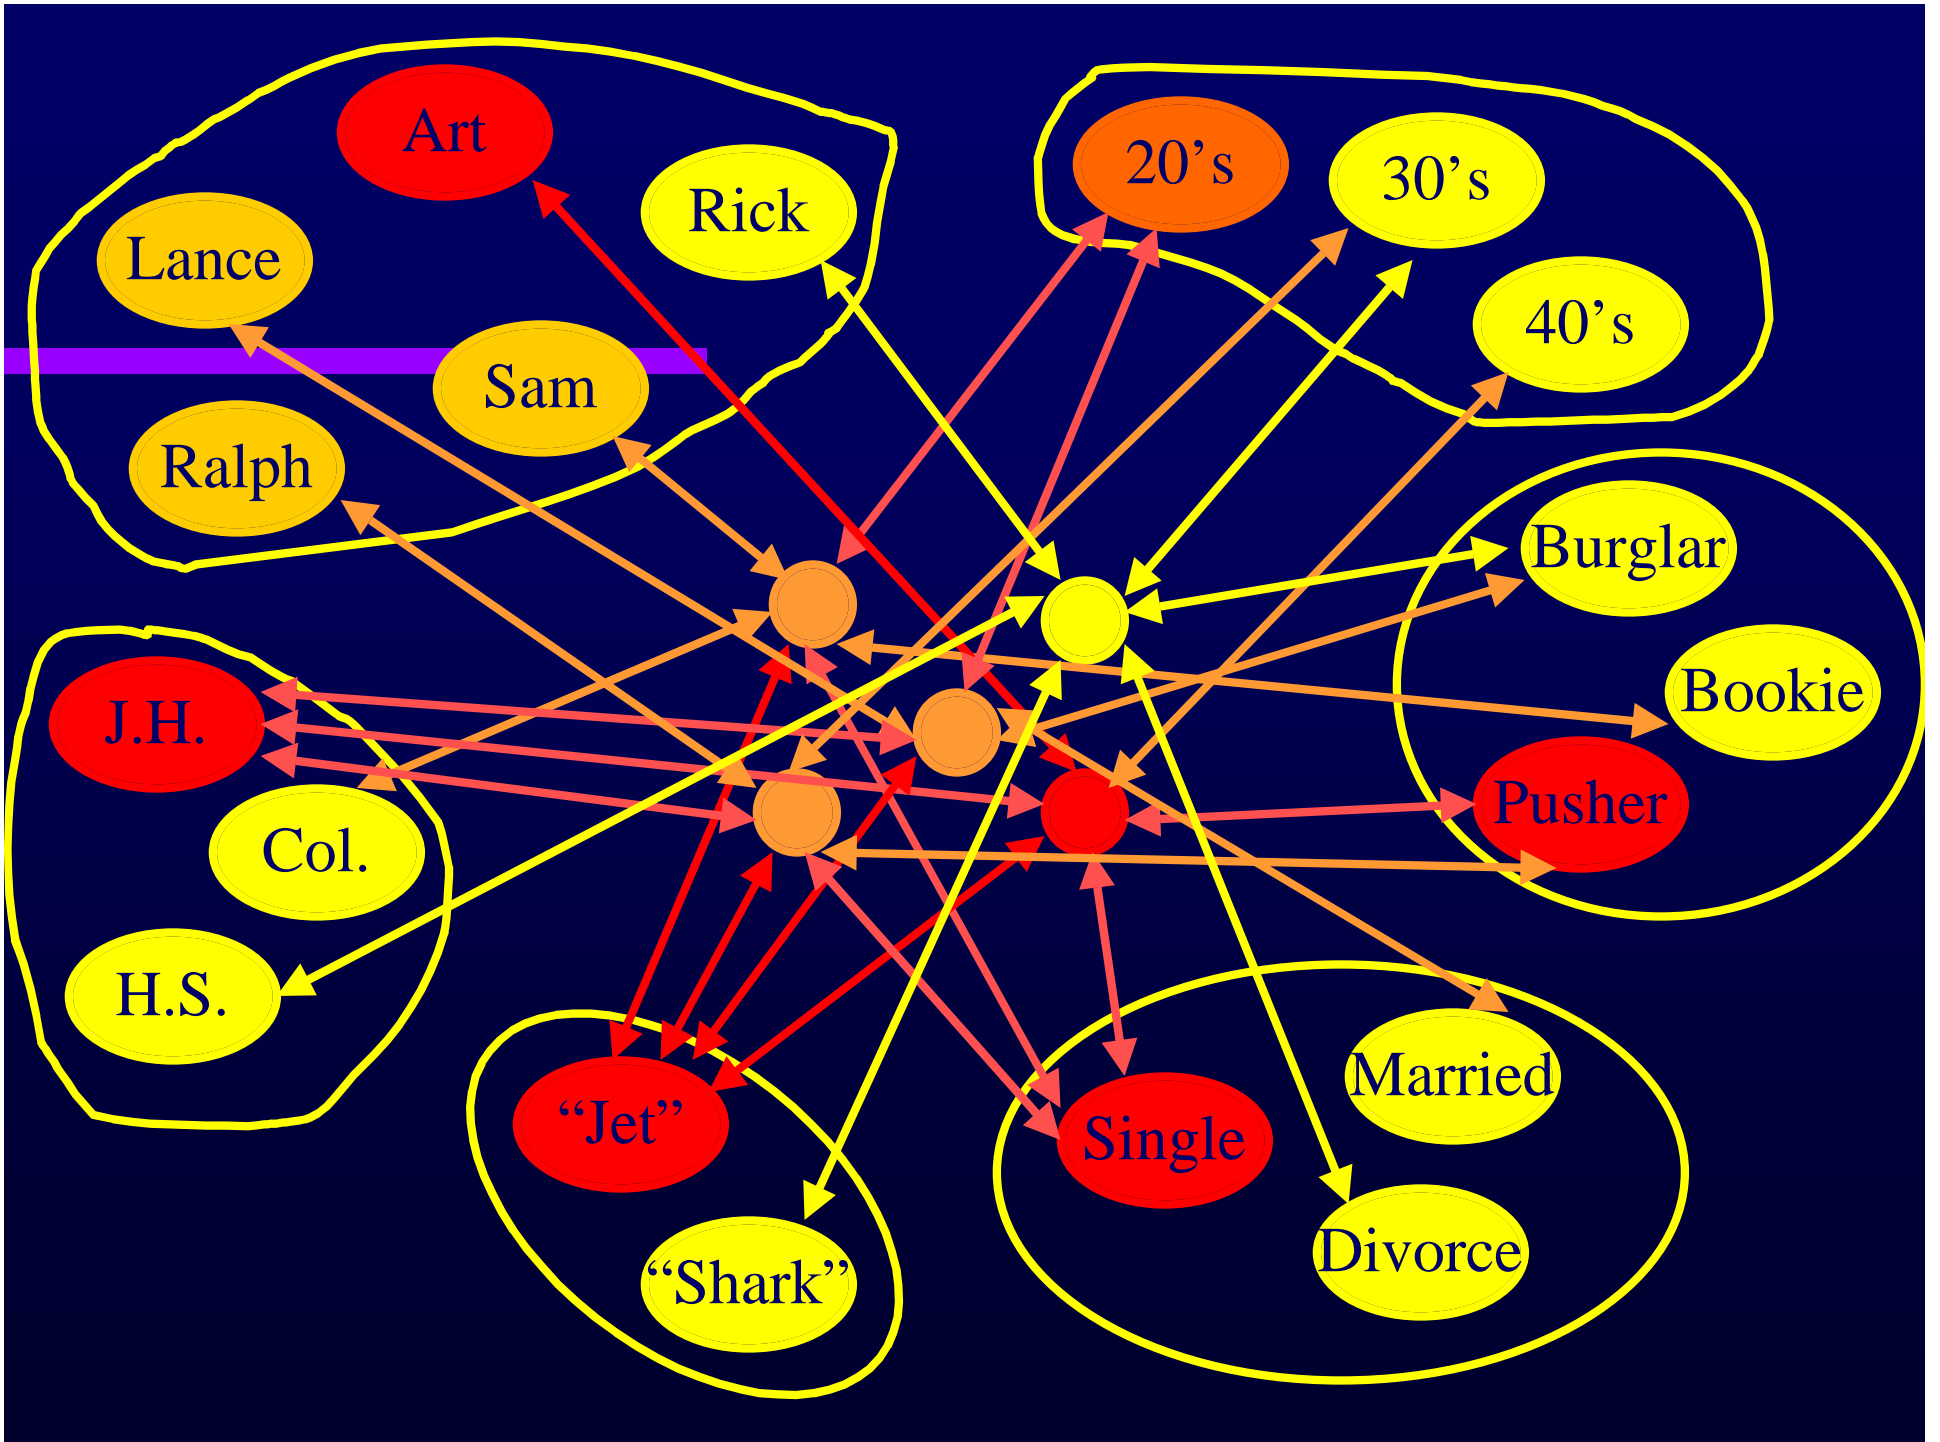 Art
Rick
Lance
Sam
Ralph
20’s
30’s
40’s
Burglar
Bookie
Pusher
J.H.
Col.
H.S.
“Jet”
“Shark”
Married
Single
Divorce